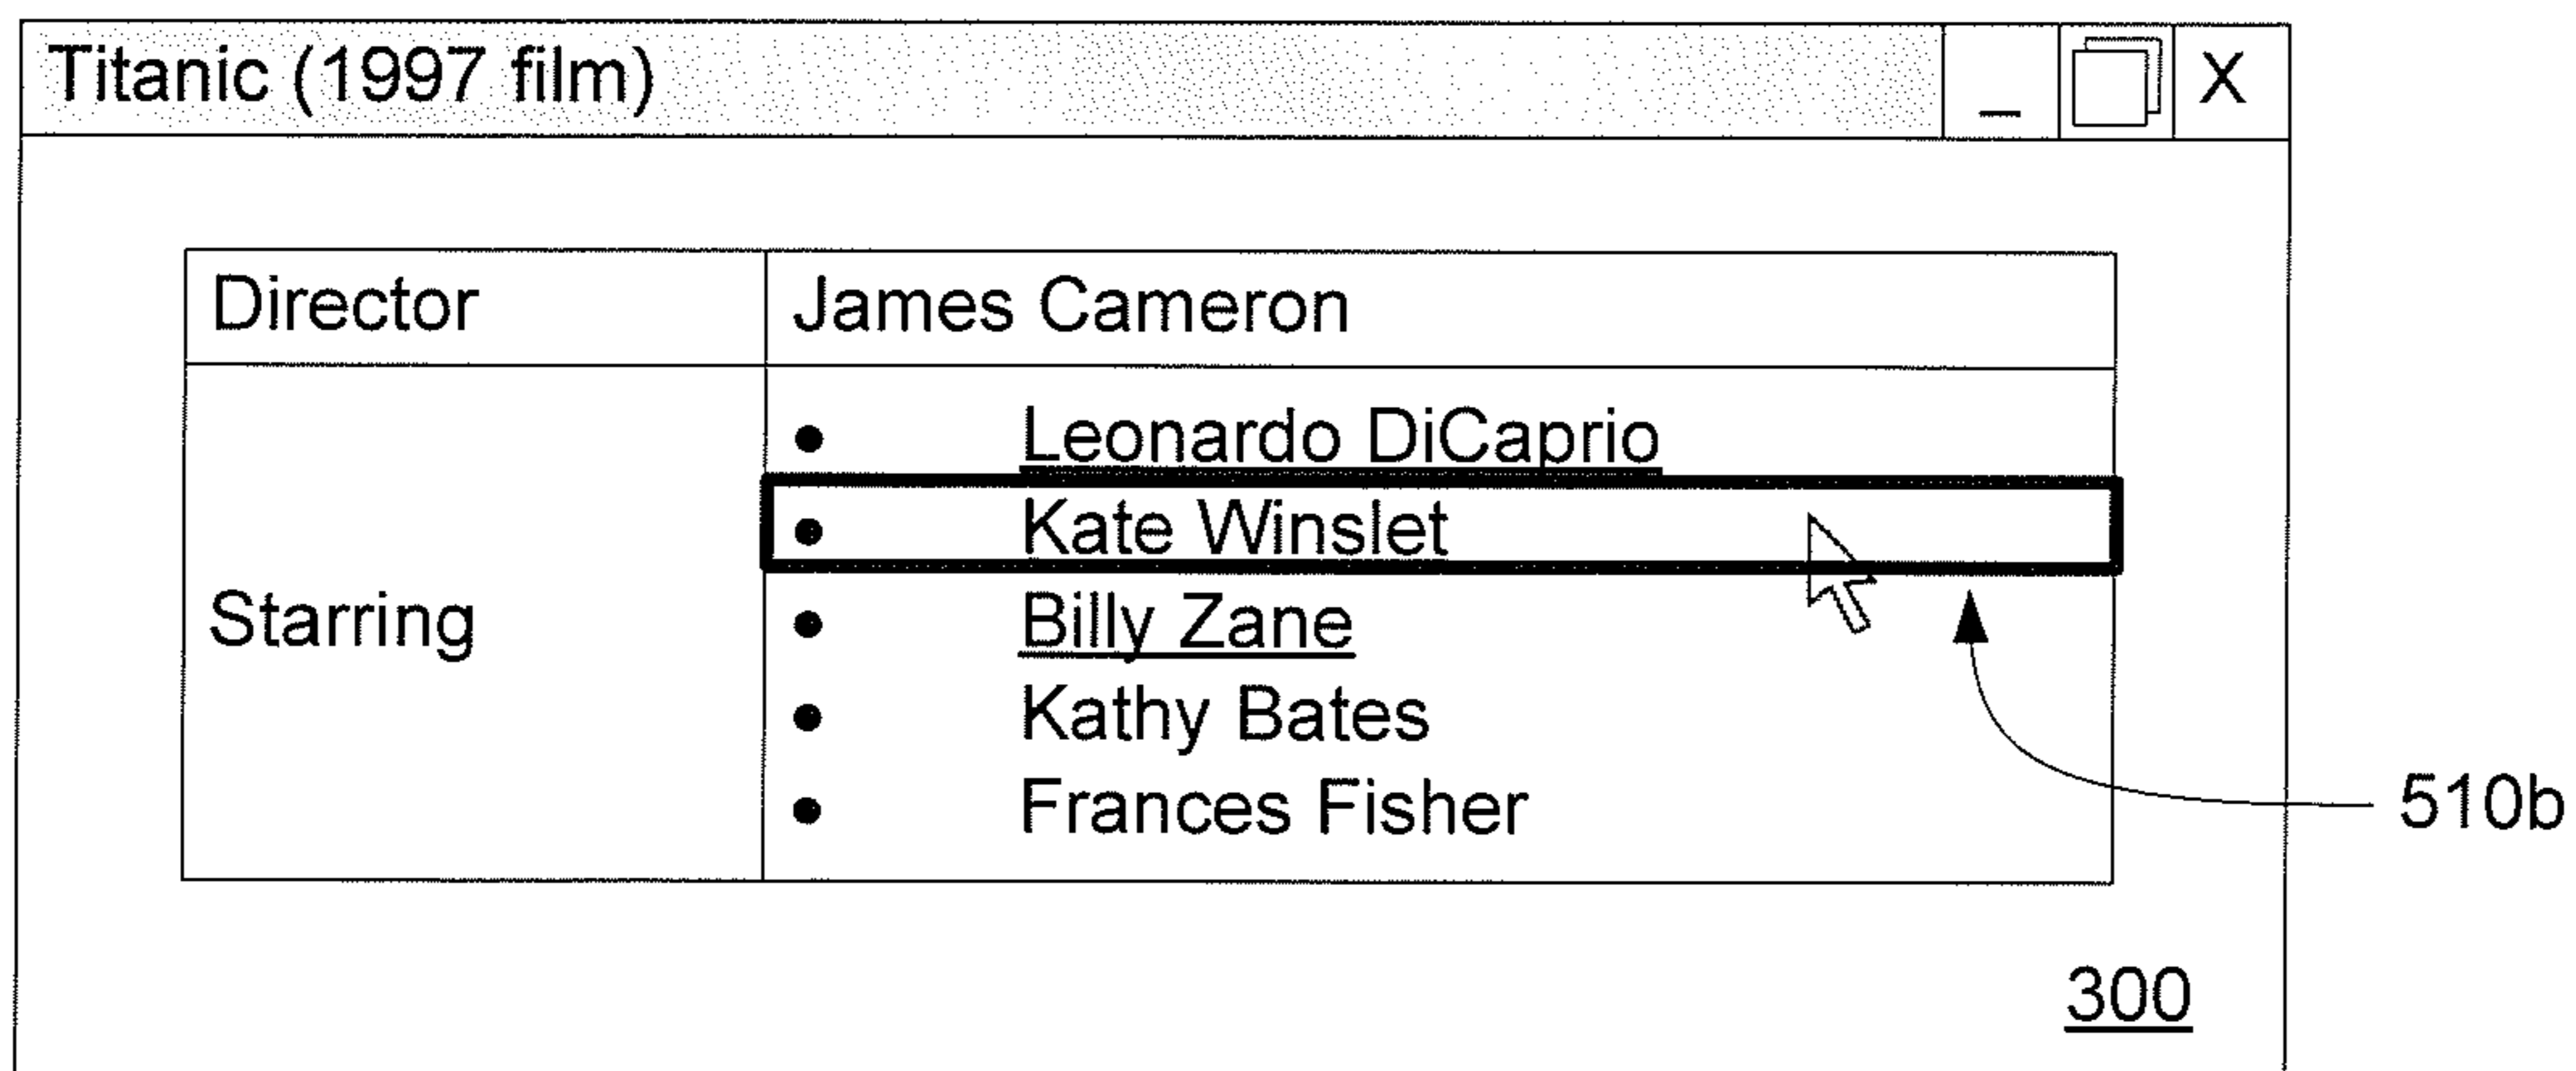 Titanic (1997 film) _ X
Director James Cameron
• Leonardo DiCaprio
• Kate Winslet
Starring • Billy Zane
• Kathy Bates
• Frances Fisher
510b
300